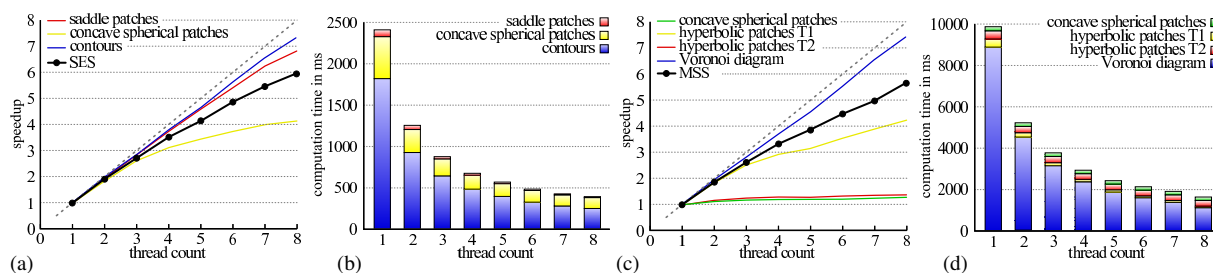 8
7
6
5
4
3
2
1
0
speedup
saddle patches
concave spherical patches
contours
SES
0 1 2 3 4 5 6 7 8
thread count
(a)
2500
2000
1500
1000
500
0
computation time in ms
saddle patches
concave spherical patches
contours
1 2 3 4 5 6 7 8
thread count
(b)
8
7
6
5
4
3
2
1
0
speedup
concave spherical patches
hyperbolic patches T1
hyperbolic patches T2
Voronoi diagram
MSS
0 1 2 3 4 5 6 7 8
thread count
(c)
10000
8000
6000
4000
2000
0
computation time in ms
concave spherical patches
hyperbolic patches T1
hyperbolic patches T2
Voronoi diagram
1 2 3 4 5 6 7 8
thread count
(d)